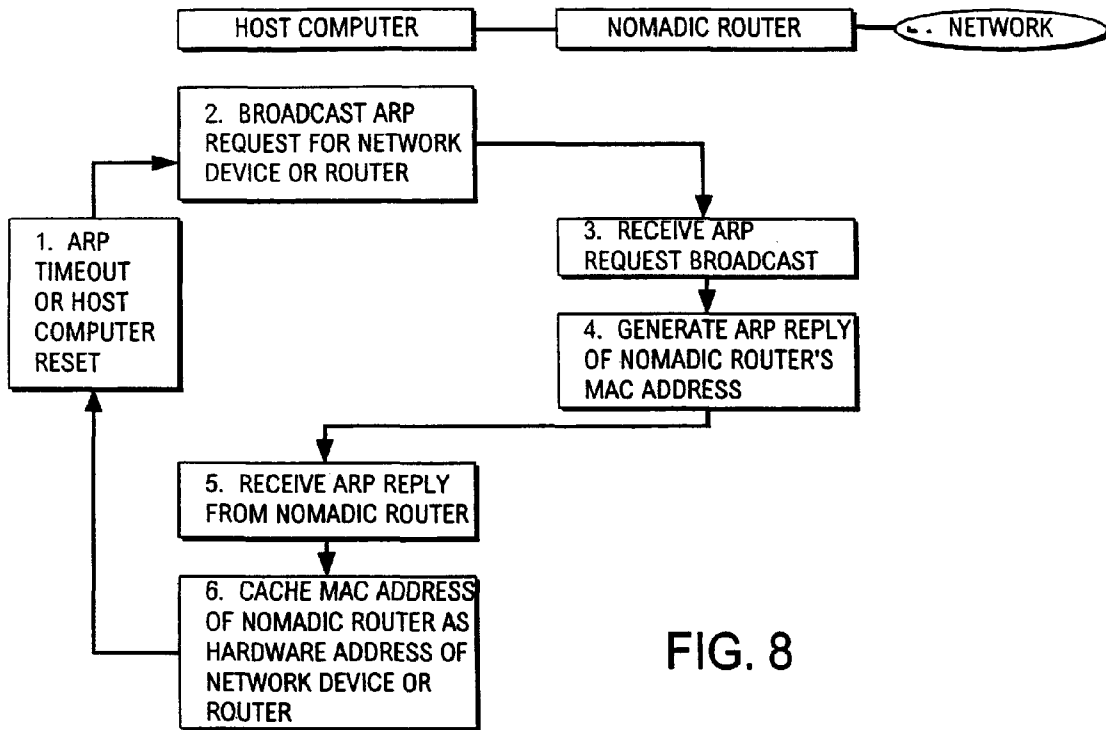 HOST COMPUTER
NOMADIC ROUTER
NETWORK
2. BROADCAST ARP
REQUEST FOR NETWORK
DEVICE OR ROUTER
1. ARP
TIMEOUT
OR HOST
COMPUTER
RESET
3. RECEIVE ARP
REQUEST BROADCAST
4. GENERATE ARP REPLY
OF NOMADIC ROUTER'S
MAC ADDRESS
5. RECEIVE ARP REPLY
FROM NOMADIC ROUTER
6. CACHE MAC ADDRESS
OF NOMADIC ROUTER AS
HARDWARE ADDRESS OF
NETWORK DEVICE OR
ROUTER
FIG. 8